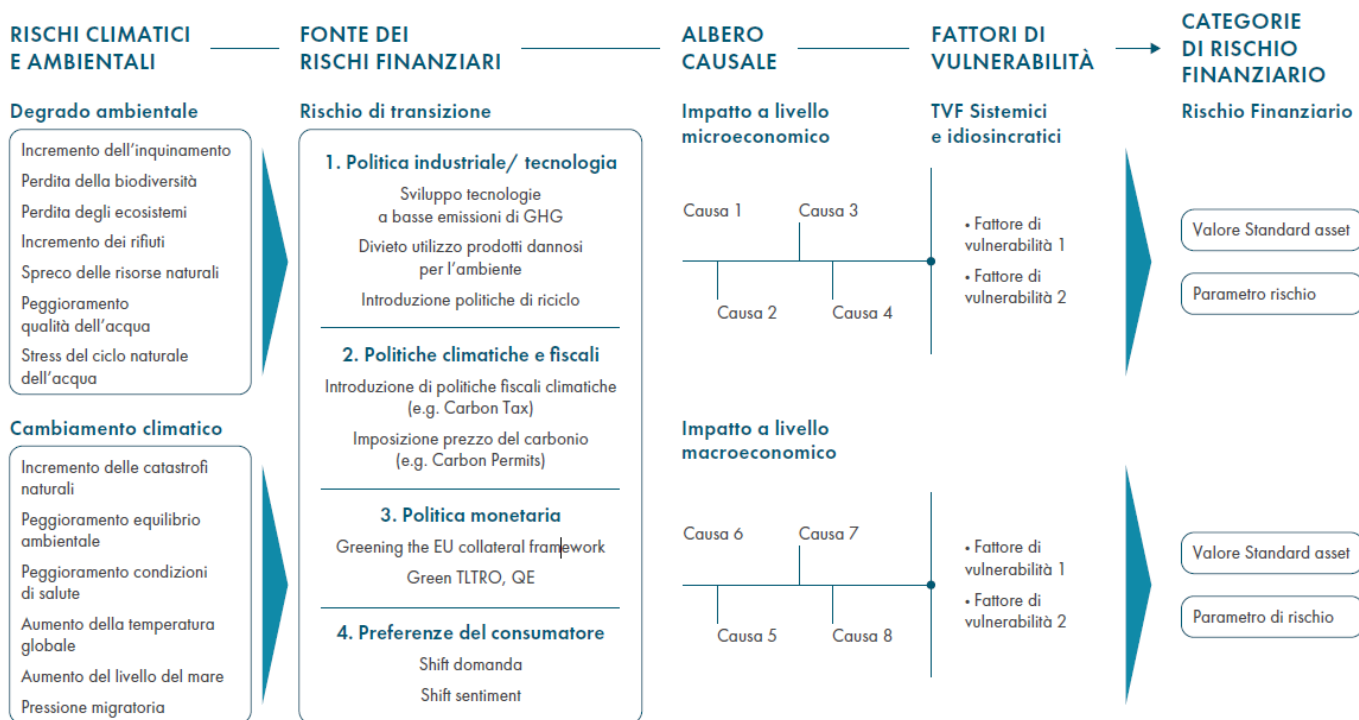 RISCHI CLIMATICI
E AMBIENTALI
FONTE DEI
RISCHI FINANZIARI
ALBERO
CAUSALE
FATTORI DI
VULNERABILITÀ
CATEGORIE
DI RISCHIO
FINANZIARIO
Degrado ambientale
Incremento dell'inquinamento
Perdita della biodiversità
Perdita degli ecosistemi
Incremento dei rifiuti
Spreco delle risorse naturali
Peggioramento
qualità dell'acqua
Stress del ciclo naturale
dell'acqua
Cambiamento climatico
Incremento delle catastrofi
naturali
Peggioramento equilibrio
ambientale
Peggioramento condizioni
di salute
Aumento della temperatura
globale
Aumento del livello del mare
Pressione migratoria
Rischio di transizione
1. Politica industriale/ tecnologia
Sviluppo tecnologie
a basse emissioni di GHG
Divieto utilizzo prodotti dannosi
per l'ambiente
Introduzione politiche di riciclo
2. Politiche climatiche e fiscali
Introduzione di politiche fiscali climatiche
(e.g. Carbon Tax)
Imposizione prezzo del carbonio
(e.g. Carbon Permits)
3. Politica monetaria
Greening the EU collateral framework
Green TLTRO, QE
4. Preferenze del consumatore
Shift domanda
Shift sentiment
Impatto a livello
microeconomico
Causa 1
Causa 3
Causa 2
Causa 4
Impatto a livello
macroeconomico
Causa 6
Causa 7
Causa 5
Causa 8
TVF Sistemici
e idiosincratici
• Fattore di
vulnerabilità 1
• Fattore di
vulnerabilità 2
• Fattore di
vulnerabilità 1
• Fattore di
vulnerabilità 2
Rischio Finanziario
Valore Standard asset
Parametro rischio
Valore Standard asset
Parametro di rischio